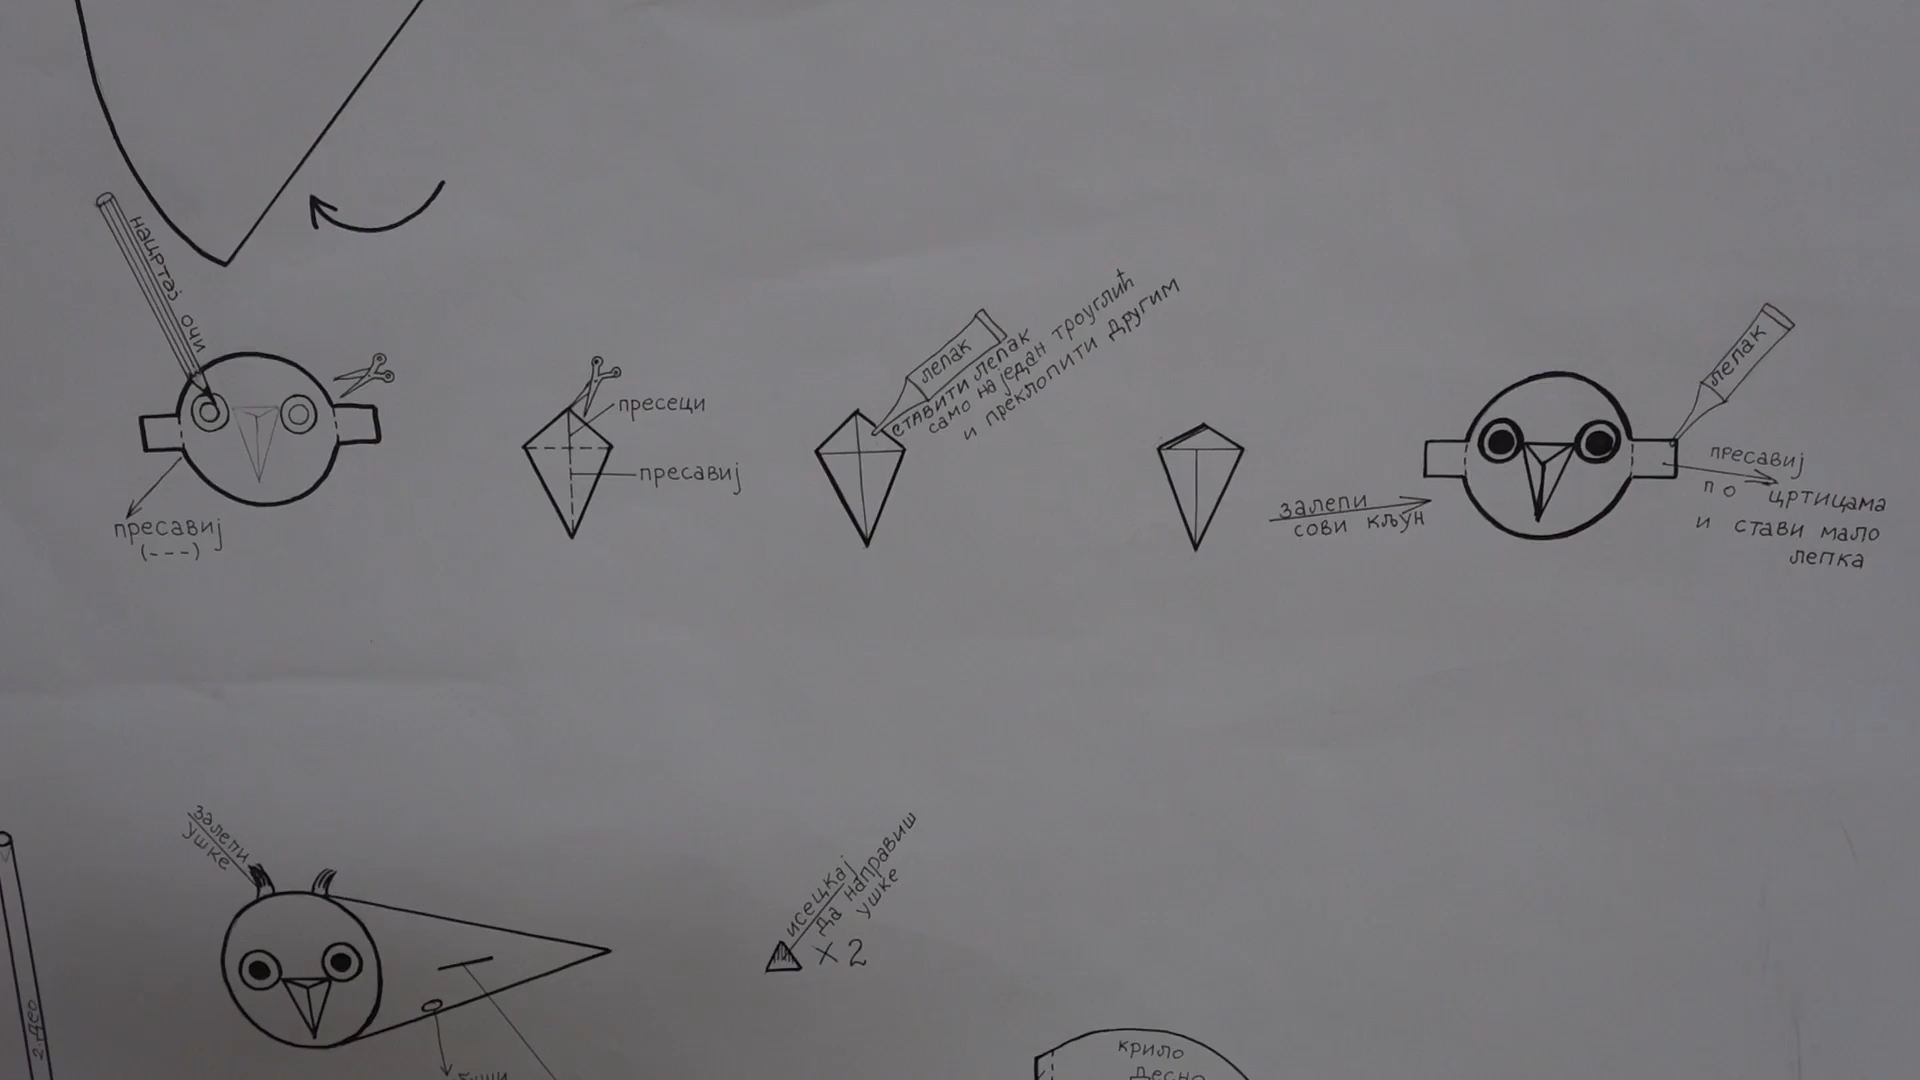 нацртај очи
пресавиј
(---)
пресеци
пресавиј
лепак
ставити лепак
само на један троуглић
и преклопити другим
залепи
сови кљун
лепак
пресавиј
по цртицама
и стави мало
лепка
залепи
ушке
исецкај
да направиш
ушке
X 2
2. део
крило
десно